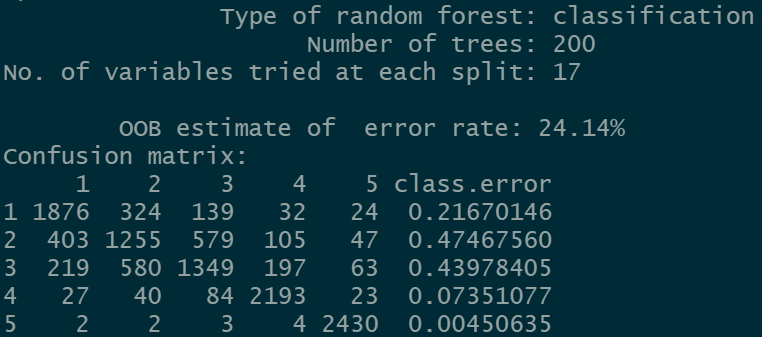 Type of random forest: classification
Number of trees: 200
No. of variables tried at each split: 17
OOB estimate of  error rate: 24.14%
Confusion matrix:
1 2 3 4 5 class.error
1 1876 324 139 32 24 0.21670146
2 403 1255 579 105 47 0.47467560
3 219 580 1349 197 63 0.43978405
4 27 40 84 2193 23 0.07351077
5 2 2 3 4 2430 0.00450635